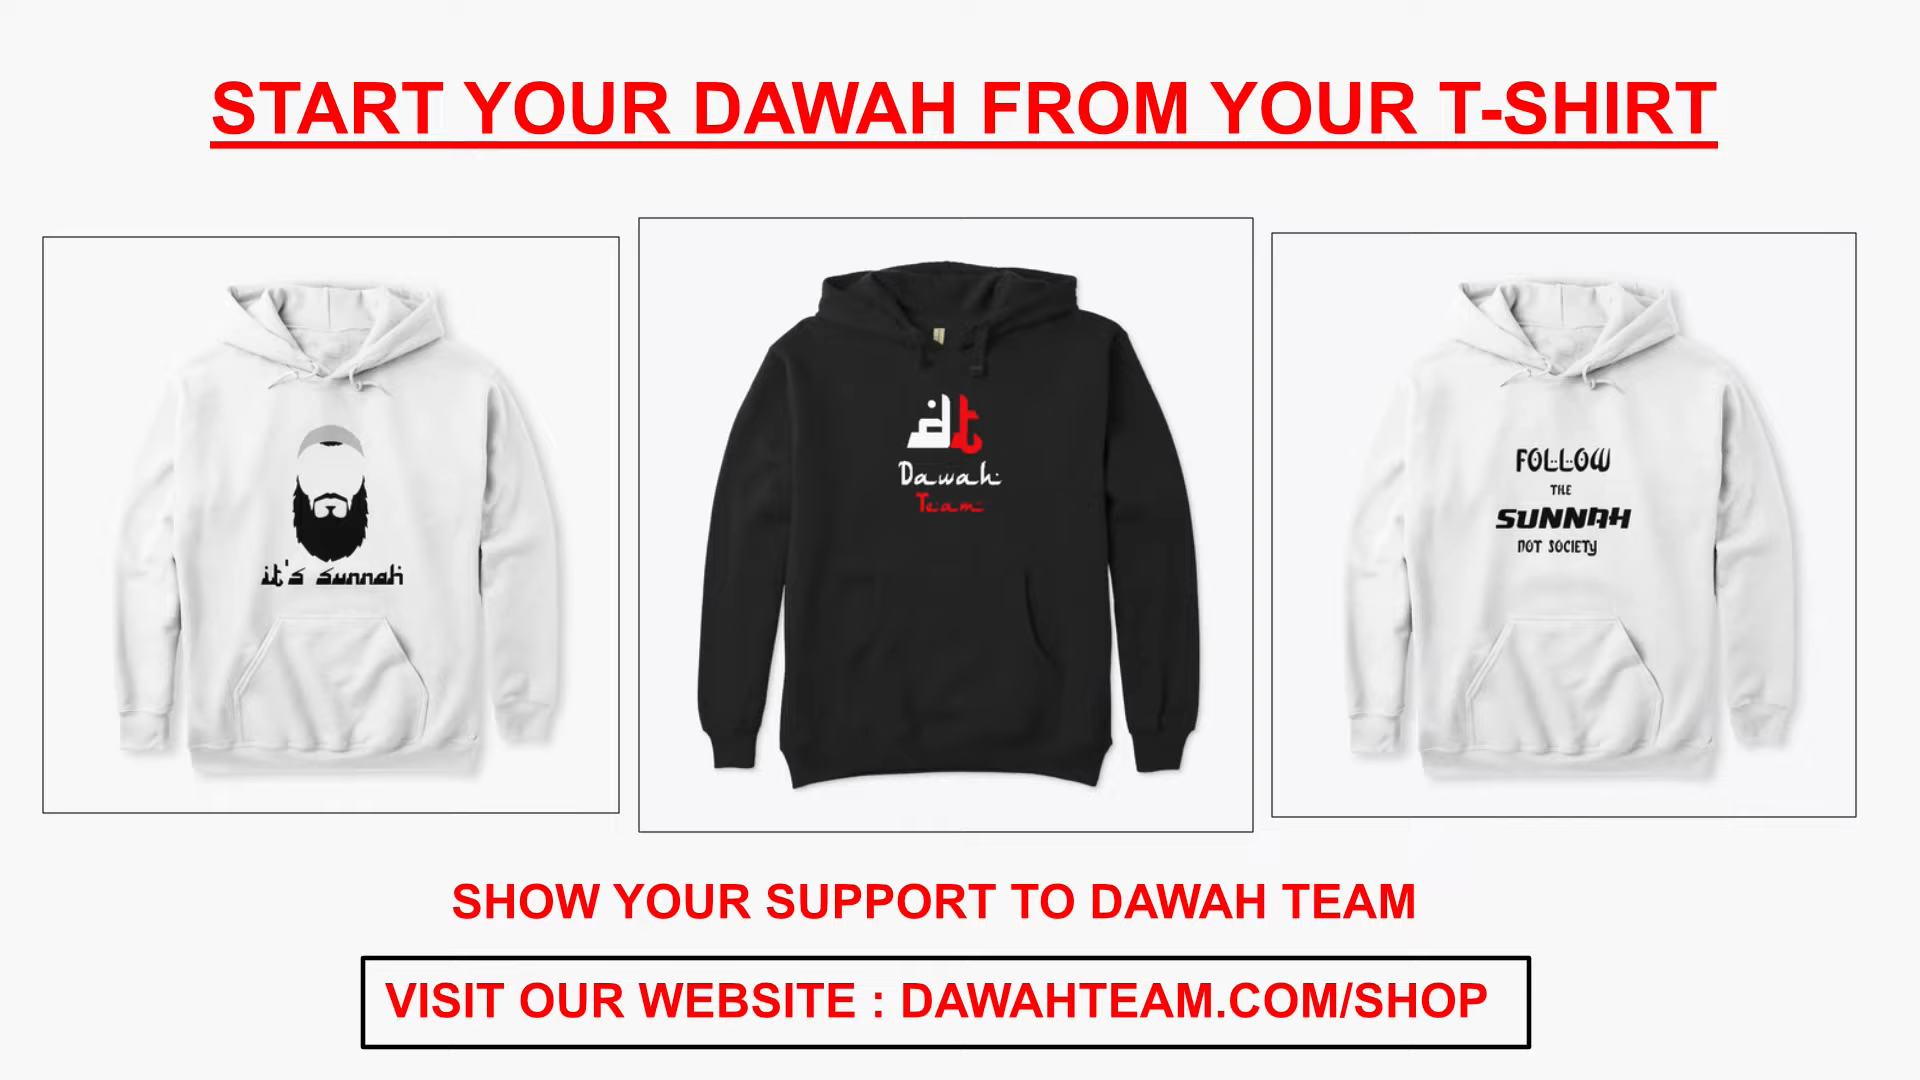 START YOUR DAWAH FROM YOUR T-SHIRT
it's sunnah
dt
Dawah
Team
FOLLOW
THE
SUNNAH
NOT SOCIETY
SHOW YOUR SUPPORT TO DAWAH TEAM
VISIT OUR WEBSITE : DAWAHTEAM.COM/SHOP